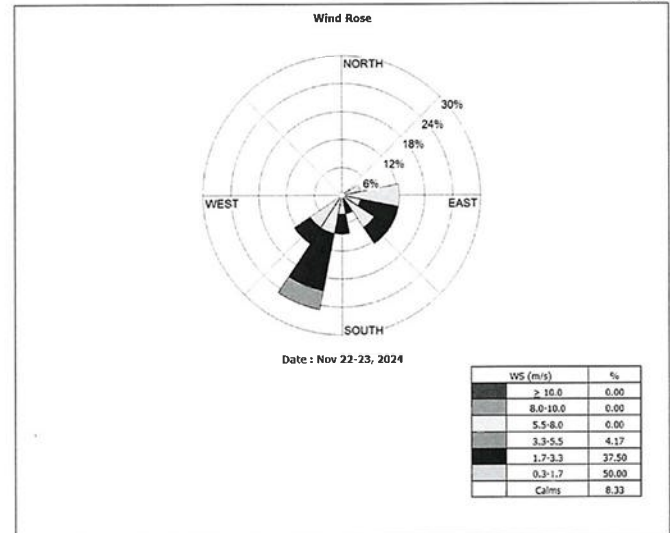 Wind Rose
NORTH
30%
24%
18%
12%
6%
WEST
EAST
SOUTH
Date : Nov 22-23, 2024
WS (m/s) %
≥ 10.0 0.00
8.0-10.0 0.00
5.5-8.0 0.00
3.3-5.5 4.17
1.7-3.3 37.50
0.3-1.7 50.00
Calms 8.33